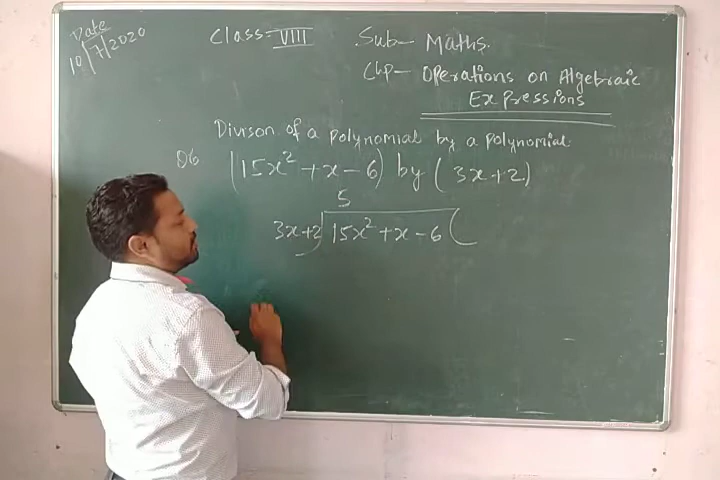 Date
10/7/2020
Class-VIII
Sub- Maths.
Chp- Operations on Algebraic
Expressions
Divison of a polynomial by a polynomial.
Q6 (15x² + x - 6) by (3x+2)
5
3x+2) 15x² + x - 6 (